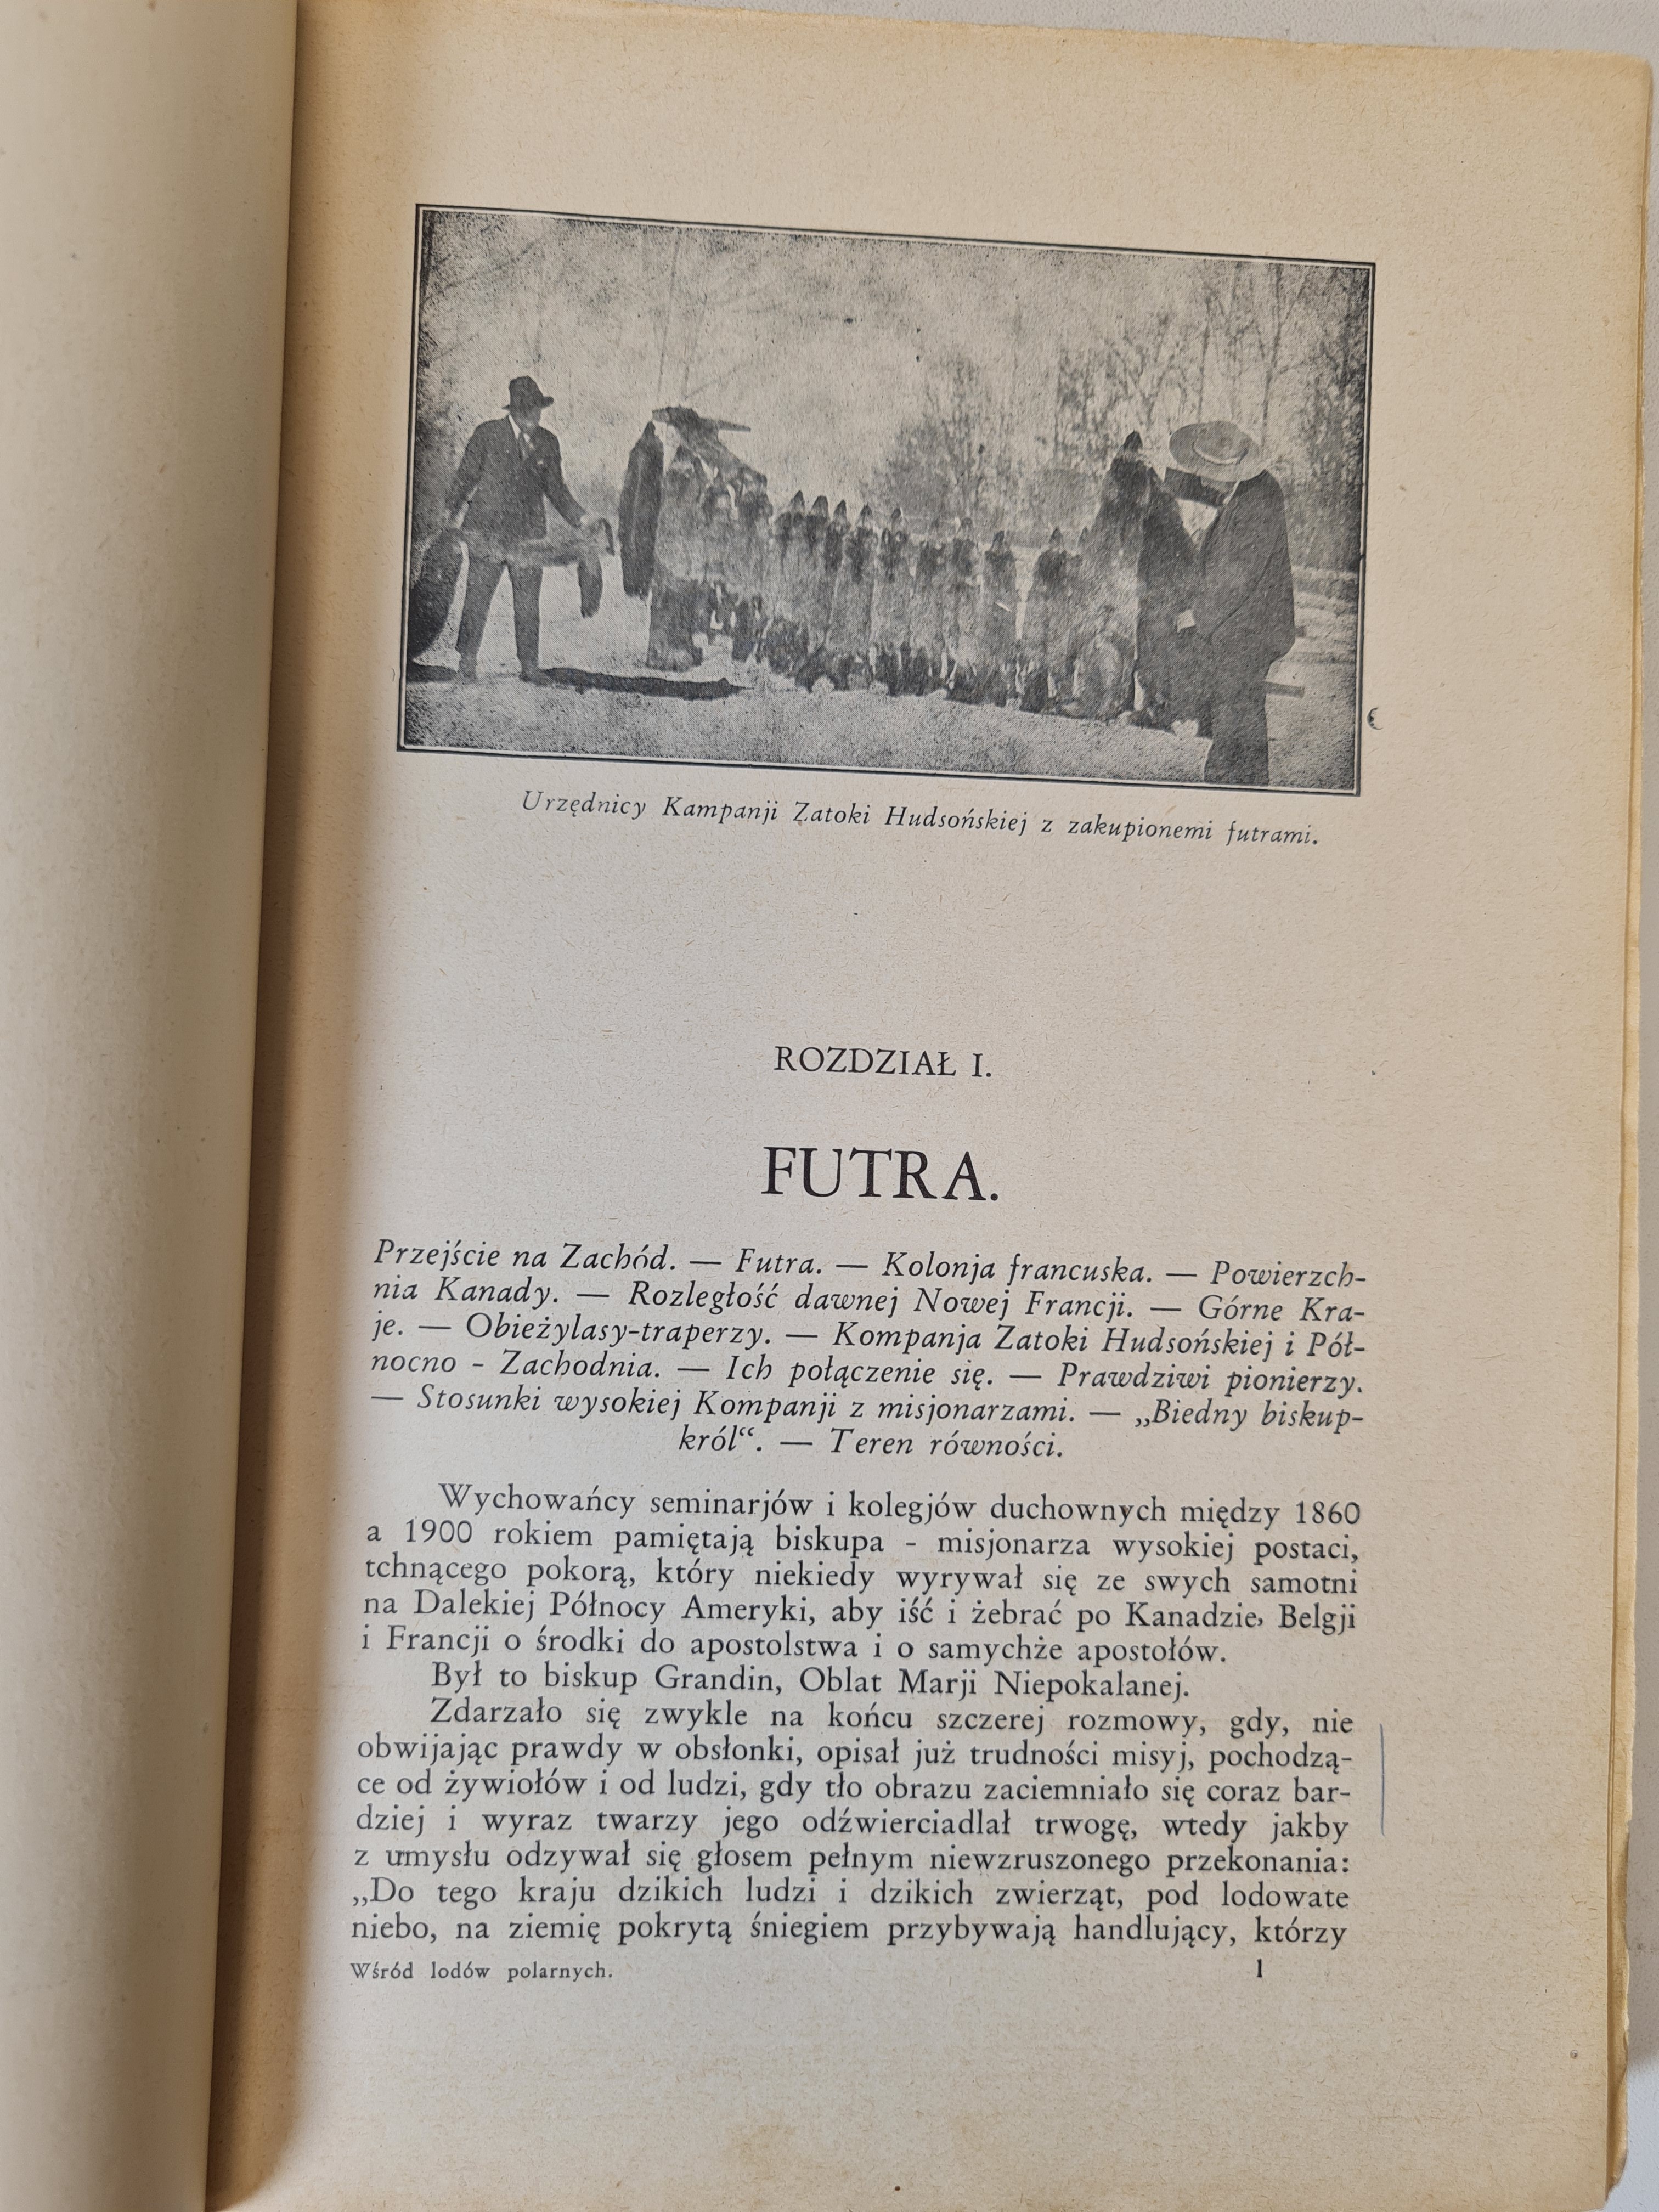 Urzędnicy Kampanji Zatoki Hudsońskiej z zakupionemi futrami.
ROZDZIAŁ I.
FUTRA.
Przejście na Zachód. — Futra. — Kolonja francuska. — Powierzch-
nia Kanady. — Rozległość dawnej Nowej Francji. — Górne Kra-
je. — Obieżylasy-traperzy. — Kompanja Zatoki Hudsońskiej i Pół-
nocno - Zachodnia. — Ich połączenie się. — Prawdziwi pionierzy.
— Stosunki wysokiej Kompanji z misjonarzami. — „Biedny biskup-
król“. — Teren równości.
Wychowańcy seminarjów i kolegjów duchownych między 1860
a 1900 rokiem pamiętają biskupa - misjonarza wysokiej postaci,
tchnącego pokorą, który niekiedy wyrywał się ze swych samotni
na Dalekiej Północy Ameryki, aby iść i żebrać po Kanadzie, Belgji
i Francji o środki do apostolstwa i o samychże apostołów.
Był to biskup Grandin, Oblat Marji Niepokalanej.
Zdarzało się zwykle na końcu szczerej rozmowy, gdy, nie
obwijając prawdy w obsłonki, opisał już trudności misyj, pochodzą-
ce od żywiołów i od ludzi, gdy tło obrazu zaciemniało się coraz bar-
dziej i wyraz twarzy jego odźwierciadlał trwogę, wtedy jakby
z umysłu odzywał się głosem pełnym niewzruszonego przekonania:
„Do tego kraju dzikich ludzi i dzikich zwierząt, pod lodowate
niebo, na ziemię pokrytą śniegiem przybywają handlujący, którzy
Wśród lodów polarnych. 1